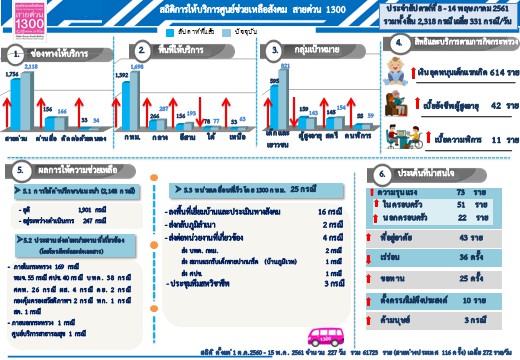 สายด่วน
1300
สถิติการให้บริการศูนย์ช่วยเหลือสังคม สายด่วน 1300
ประจำสัปดาห์ที่ 8 - 14 พฤษภาคม 2561
รวมทั้งสิ้น 2,318 กรณี เฉลี่ย 331 กรณี/วัน
สัปดาห์ที่แล้ว ปัจจุบัน
1. ช่องทางให้บริการ
1,756 2,118
156 166
33 34
สายด่วน ผ่านสื่อ ติดต่อด้วยตนเอง
2. พื้นที่ให้บริการ
1,592 1,698
266 287
156 193
78 77
53 63
กทม. กลาง อีสาน ใต้ เหนือ
3. กลุ่มเป้าหมาย
595 821
159 143
145 154
55 59
เด็กและเยาวชน ผู้สูงอายุ สตรี คนพิการ
4. สิทธิและบริการตามภารกิจกระทรวง
เงินอุดหนุนเด็กแรกเกิด 614 ราย
เบี้ยยังชีพผู้สูงอายุ 42 ราย
เบี้ยความพิการ 11 ราย
5. ผลการให้ความช่วยเหลือ
5.1 การให้คำปรึกษา/แนะนำ (2,148 กรณี)
- ยุติ 1,901 กรณี
- อยู่ระหว่างดำเนินการ 247 กรณี
5.2 ประสานส่งต่อหน่วยงานที่เกี่ยวข้อง
- ภายในกระทรวง 169 กรณี
พมจ. 55 กรณี ศปร. 40 กรณี บพด. 38 กรณี
ศคพ. 26 กรณี ผส. 4 กรณี ดย. 2 กรณี
กองคุ้มครองสวัสดิภาพฯ 2 กรณี พก. 1 กรณี
สค. 1 กรณี
- ภายนอกกระทรวง 1 กรณี
ศูนย์บริการสาธารณสุข 1 กรณี
5.3 หน่วยเคลื่อนที่เร็ว โดย 1300 กทม. 25 กรณี
- ลงพื้นที่เยี่ยมบ้านและประเมินทางสังคม 16 กรณี
- ส่งกลับภูมิลำเนา 2 กรณี
- ส่งต่อหน่วยงานที่เกี่ยวข้อง 4 กรณี
ส่ง บพด. กทม. 2 กรณี
ส่ง สถานแรกรับเด็กชายปากเกร็ด (บ้านภูมิเวท) 1 กรณี
ส่ง ศปร. 1 กรณี
- ประชุมทีมสหวิชาชีพ 3 กรณี
6. ประเด็นที่น่าสนใจ
ความรุนแรง 73 ราย
ในครอบครัว 51 ราย
นอกครอบครัว 22 ราย
ที่อยู่อาศัย 43 ราย
เร่ร่อน 36 ครั้ง
ขอทาน 25 ครั้ง
ตั้งครรภ์ไม่พึงประสงค์ 10 ราย
ค้ามนุษย์ 3 กรณี
1300
สถิติ ตั้งแต่ 1 ต.ค.2560 - 15 พ.ค. 2561 จำนวน 227 วัน รวม 61723 ราย (สายต่างประเทศ 116 ครั้ง) เฉลี่ย 272 ราย/วัน